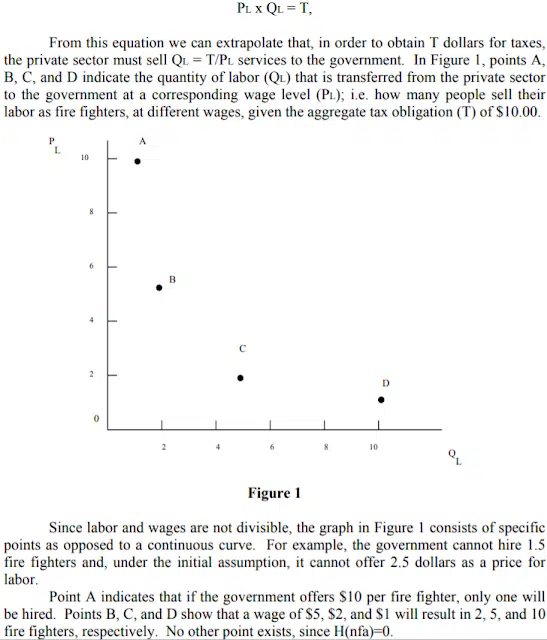 PL x QL = T,
From this equation we can extrapolate that, in order to obtain T dollars for taxes,
the private sector must sell QL = T/PL services to the government. In Figure 1, points A,
B, C, and D indicate the quantity of labor (QL) that is transferred from the private sector
to the government at a corresponding wage level (PL); i.e. how many people sell their
labor as fire fighters, at different wages, given the aggregate tax obligation (T) of $10.00.
P
L
A
10
8
6
B
4
C
2
D
0
2 4 6 8 10
Q
L
Figure 1
Since labor and wages are not divisible, the graph in Figure 1 consists of specific
points as opposed to a continuous curve. For example, the government cannot hire 1.5
fire fighters and, under the initial assumption, it cannot offer 2.5 dollars as a price for
labor.
Point A indicates that if the government offers $10 per fire fighter, only one will
be hired. Points B, C, and D show that a wage of $5, $2, and $1 will result in 2, 5, and 10
fire fighters, respectively. No other point exists, since H(nfa)=0.